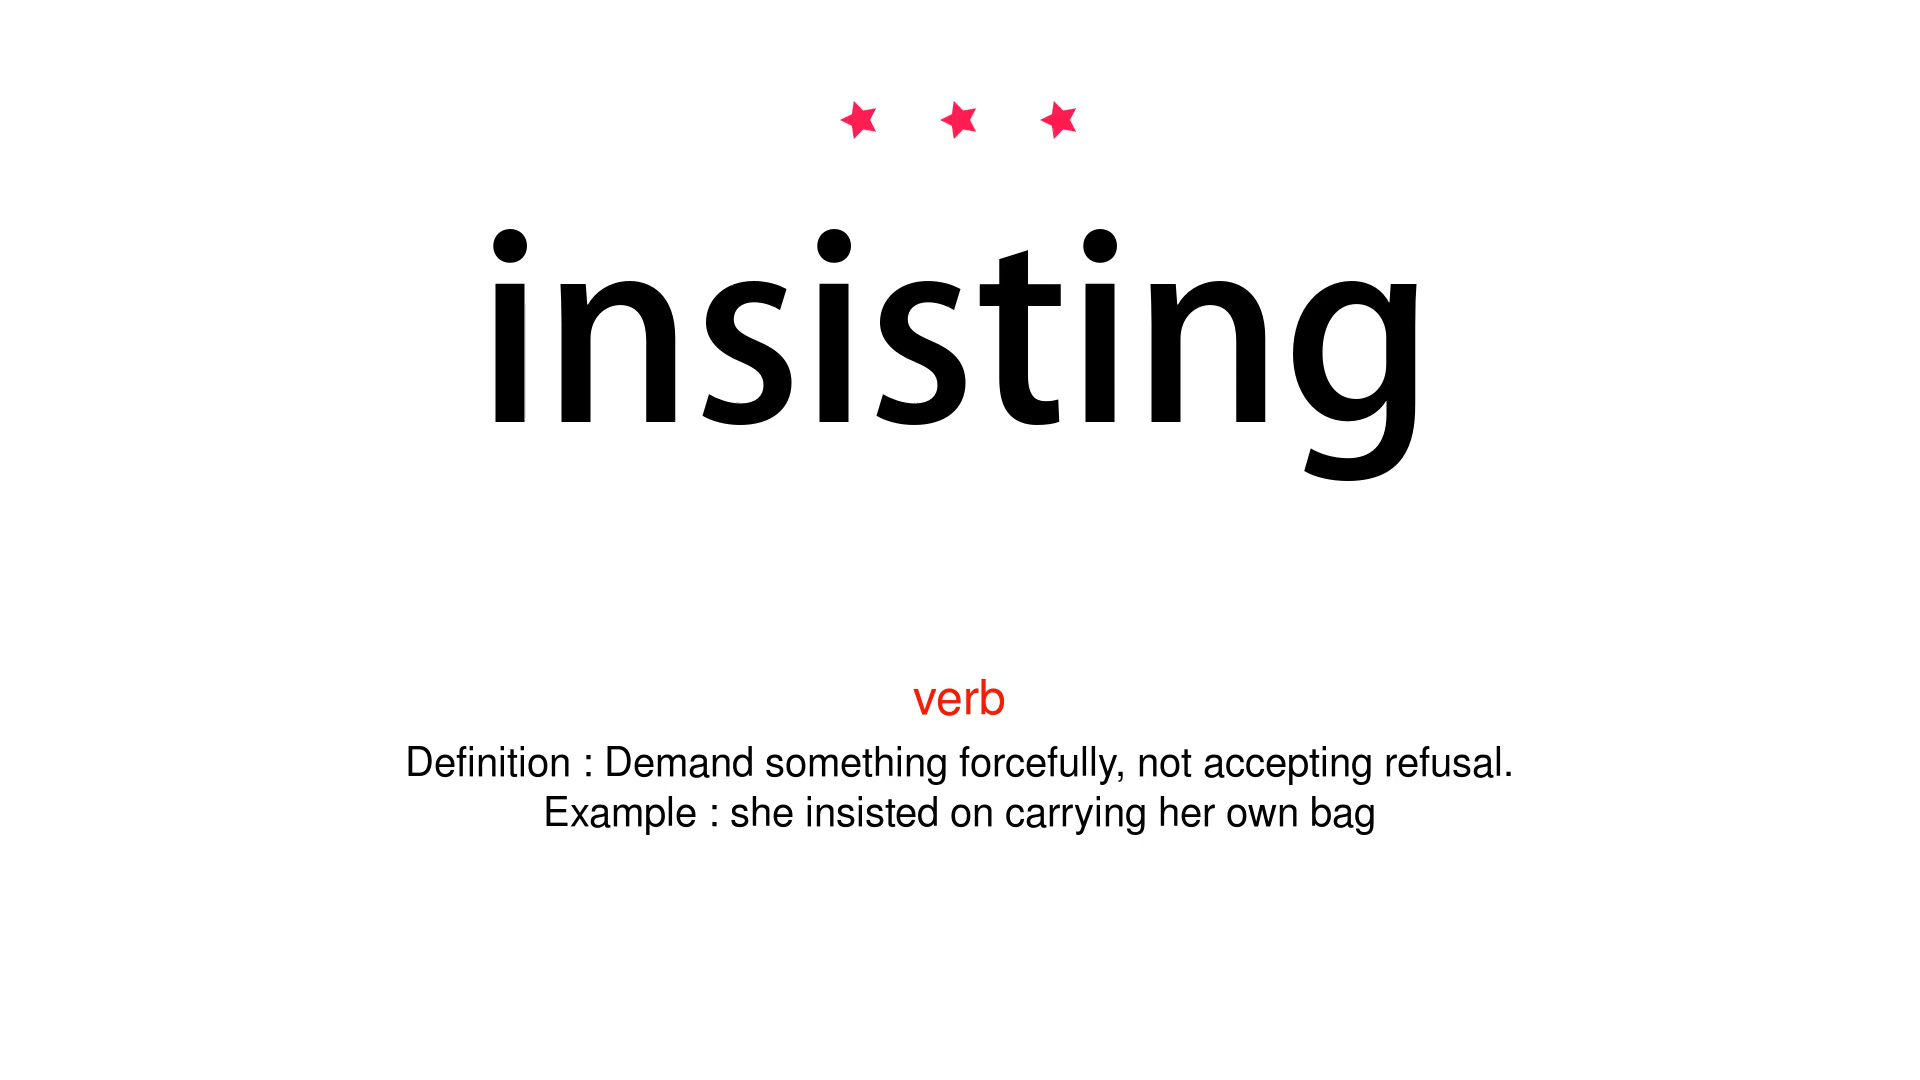 insisting
verb
Definition : Demand something forcefully, not accepting refusal.
Example : she insisted on carrying her own bag